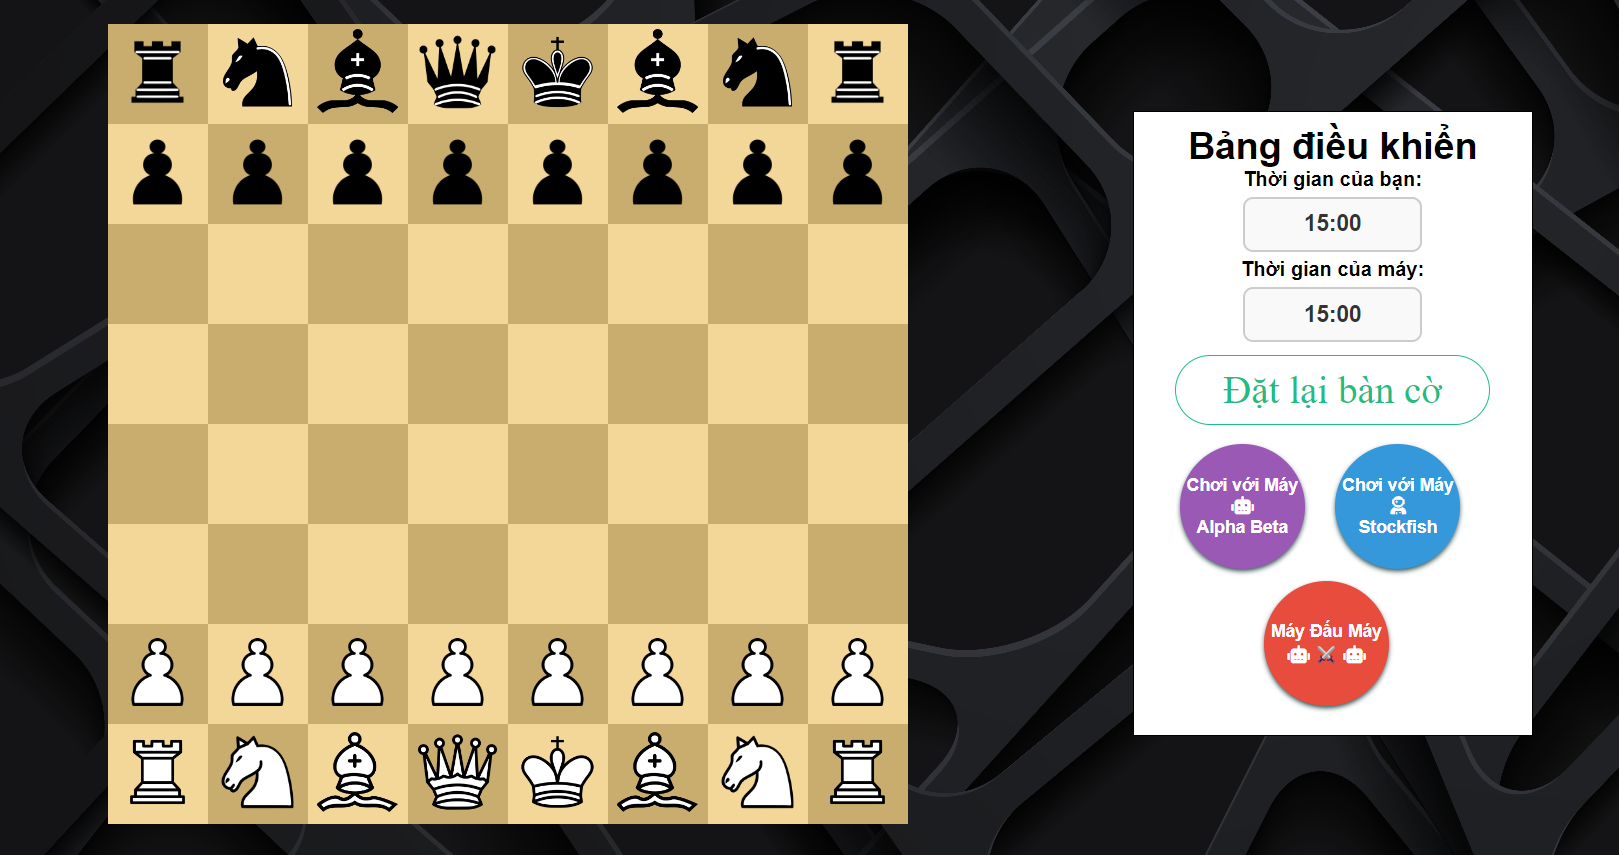 Bảng điều khiển
Thời gian của bạn:
15:00
Thời gian của máy:
15:00
Đặt lại bàn cờ
Chơi với Máy
Alpha Beta
Chơi với Máy
Stockfish
Máy Đấu Máy